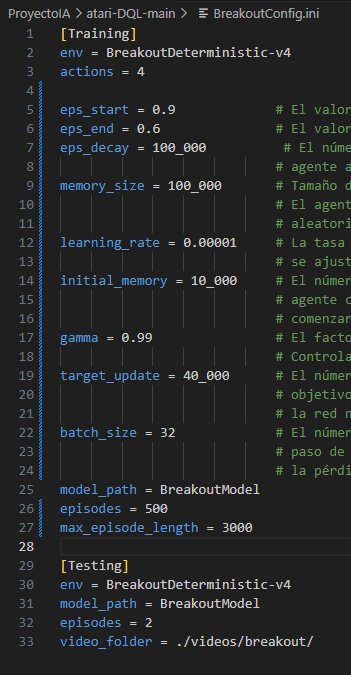 ProyectoIA > atari-DQL-main > BreakoutConfig.ini
1 [Training]
2 env = BreakoutDeterministic-v4
3 actions = 4
4
5 eps_start = 0.9 # El valor
6 eps_end = 0.6 # El valor
7 eps_decay = 100_000 # El núme
8 # agente a
9 memory_size = 100_000 # Tamaño d
10 # El agent
11 # aleatori
12 learning_rate = 0.00001 # La tasa
13 # se ajust
14 initial_memory = 10_000 # El númer
15 # agente c
16 # comenzar
17 gamma = 0.99 # El facto
18 # Controla
19 target_update = 40_000 # El númer
20 # objetivo
21 # la red n
22 batch_size = 32 # El númer
23 # paso de
24 # la pérdi
25 model_path = BreakoutModel
26 episodes = 500
27 max_episode_length = 3000
28
29 [Testing]
30 env = BreakoutDeterministic-v4
31 model_path = BreakoutModel
32 episodes = 2
33 video_folder = ./videos/breakout/